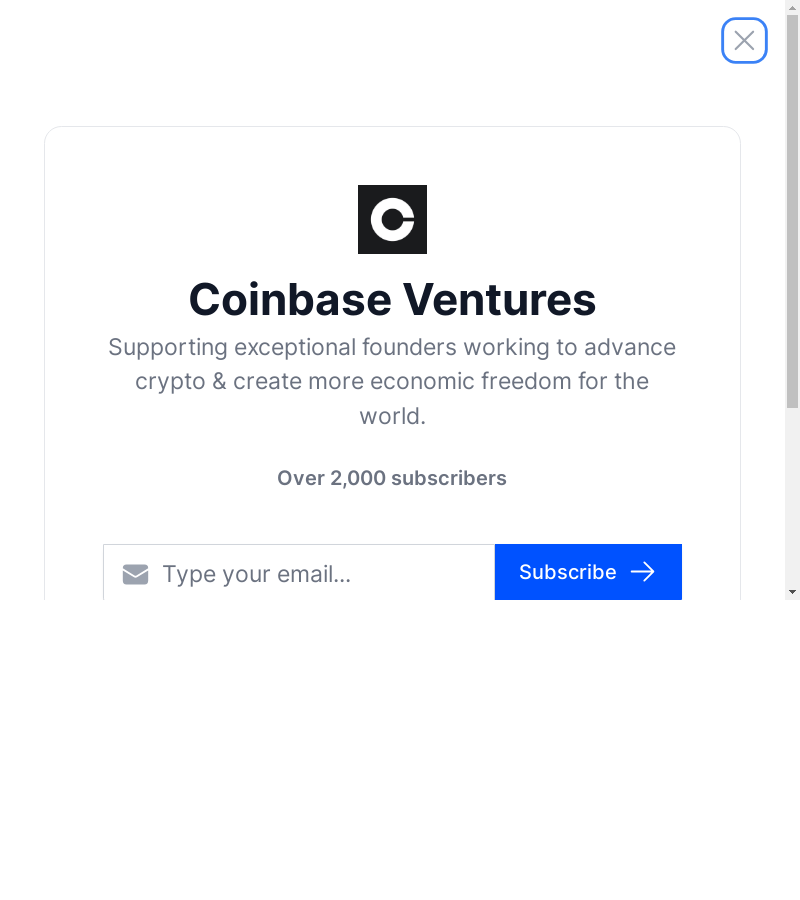 Coinbase Ventures
Supporting exceptional founders working to advance
crypto & create more economic freedom for the
world.
Over 2,000 subscribers
Type your email...
Subscribe